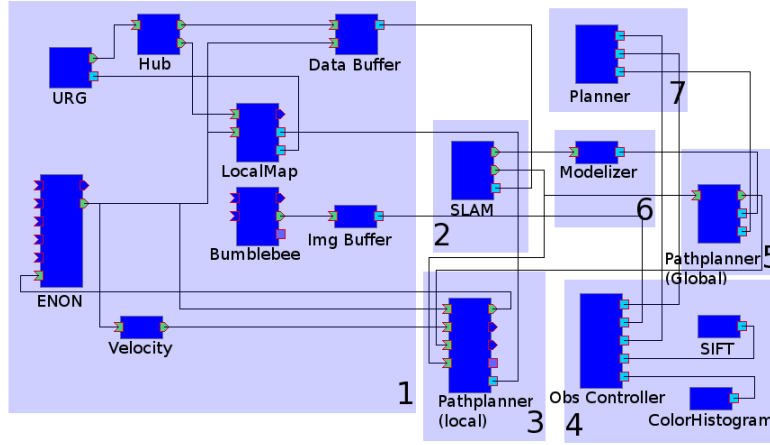 Hub
Data Buffer
URG
Planner
7
LocalMap
SLAM
2
Modelizer
6
Bumblebee
Img Buffer
Pathplanner
(Global)
5
ENON
Velocity
1
Pathplanner
(local)
3
Obs Controller
4
SIFT
ColorHistogram